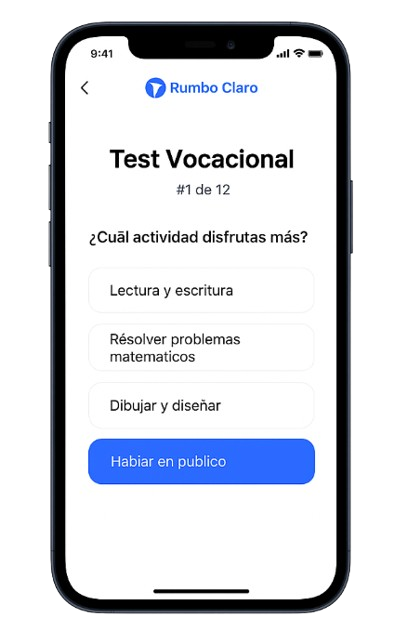 9:41
Rumbo Claro
Test Vocacional
#1 de 12
¿Cuāl actividad disfrutas más?
Lectura y escritura
Résolver problemas
matematicos
Dibujar y diseñar
Habiar en publico